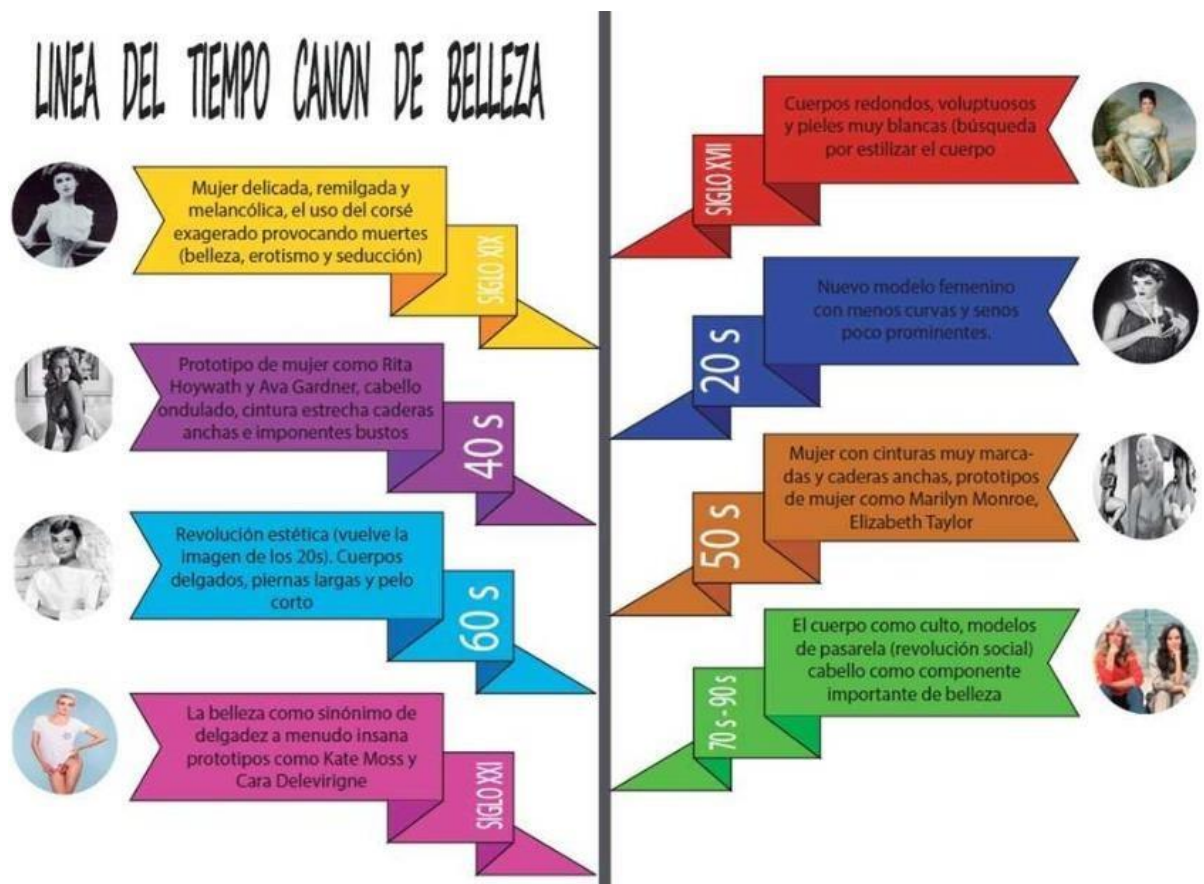 LINEA DEL TIEMPO CANON DE BELLEZA
Cuerpos redondos, voluptuosos
y pieles muy blancas (búsqueda
por estilizar el cuerpo
SIGLO XVII
Mujer delicada, remilgada y
melancólica, el uso del corsé
exagerado provocando muertes
(belleza, erotismo y seducción)
SIGLO XIX
Nuevo modelo femenino
con menos curvas y senos
poco prominentes.
20 s
Prototipo de mujer como Rita
Hoywath y Ava Gardner, cabello
ondulado, cintura estrecha caderas
anchas e imponentes bustos
40 s
Mujer con cinturas muy marca-
das y caderas anchas, prototipos
de mujer como Marilyn Monroe,
Elizabeth Taylor
50 s
Revolución estética (vuelve la
imagen de los 20s). Cuerpos
delgados, piernas largas y pelo
corto
60 s
El cuerpo como culto, modelos
de pasarela (revolución social)
cabello como componente
importante de belleza
70 s - 90 s
La belleza como sinónimo de
delgadez a menudo insana
prototipos como Kate Moss y
Cara Delevirigne
SIGLO XXI